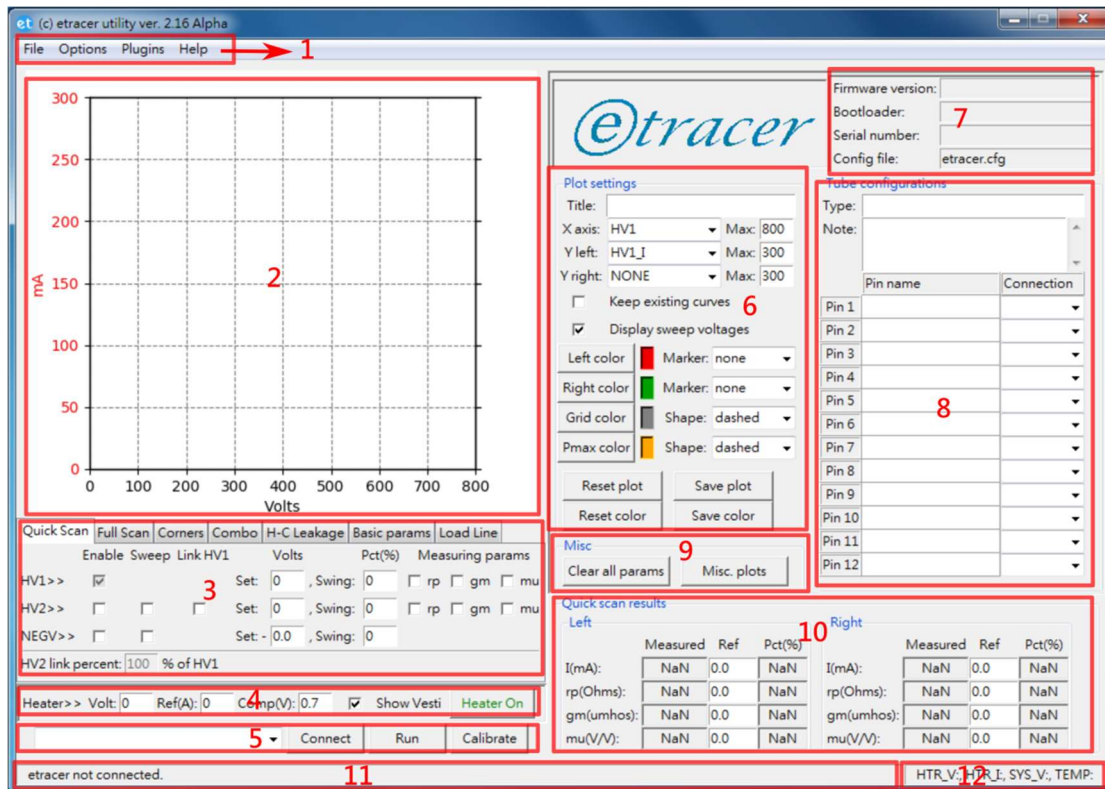 et (c) etracer utility ver. 2.16 Alpha
File Options Plugins Help 1
300
250
200
150
100
50
0
mA
2
0 100 200 300 400 500 600 700 800
Volts
etracer
Firmware version:
Bootloader:
Serial number:
Config file: etracer.cfg
7
Plot settings
Title:
X axis: HV1 Max: 800
Y left: HV1_I Max: 300
Y right: NONE Max: 300
Keep existing curves 6
Display sweep voltages
Left color Marker: none
Right color Marker: none
Grid color Shape: dashed
Pmax color Shape: dashed
Reset plot Save plot
Reset color Save color
Tube configurations
Type:
Note:
Pin name Connection
Pin 1
Pin 2
Pin 3
Pin 4
Pin 5
Pin 6
Pin 7
Pin 8
Pin 9
Pin 10
Pin 11
Pin 12
8
Quick Scan Full Scan Corners Combo H-C Leakage Basic params Load Line
Enable Sweep Link HV1 Volts Pct(%) Measuring params
HV1>> 3 Set: 0 , Swing: 0 rp gm mu
HV2>> Set: 0 , Swing: 0 rp gm mu
NEGV>> Set: - 0.0 , Swing: 0
HV2 link percent: 100 % of HV1
Misc 9
Clear all params Misc. plots
Heater>> Volt: 0 Ref(A): 0 4 Comp(V): 0.7 Show Vesti Heater On
5 Connect Run Calibrate
Quick scan results 10
Left
Measured Ref Pct(%)
I(mA): NaN 0.0 NaN
rp(Ohms): NaN 0.0 NaN
gm(umhos): NaN 0.0 NaN
mu(V/V): NaN 0.0 NaN
Right
Measured Ref Pct(%)
I(mA): NaN 0.0 NaN
rp(Ohms): NaN 0.0 NaN
gm(umhos): NaN 0.0 NaN
mu(V/V): NaN 0.0 NaN
etracer not connected. 11
HTR_V:, HTR_I:, SYS_V:, TEMP: 12